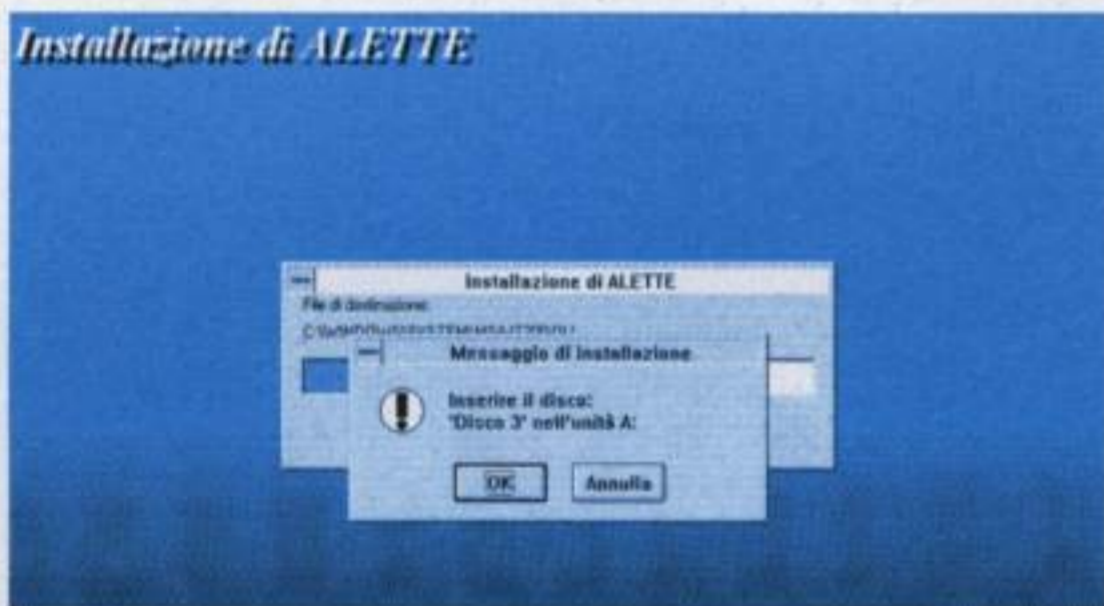 Installazione di ALETTE
Installazione di ALETTE
File di destinazione:
Messaggio di installazione
Inserire il disco:
'Disco 3' nell'unità A:
OK
Annulla